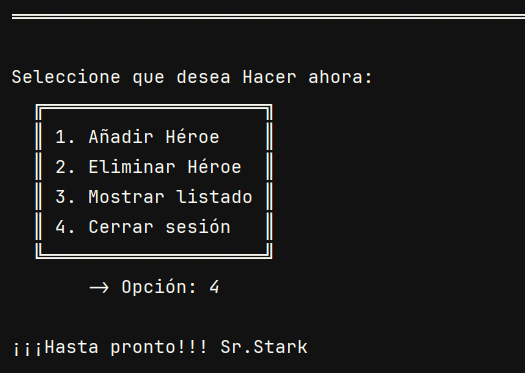 Seleccione que desea Hacer ahora:
1. Añadir Héroe
2. Eliminar Héroe
3. Mostrar listado
4. Cerrar sesión
→ Opción: 4
¡¡¡Hasta pronto!!! Sr.Stark